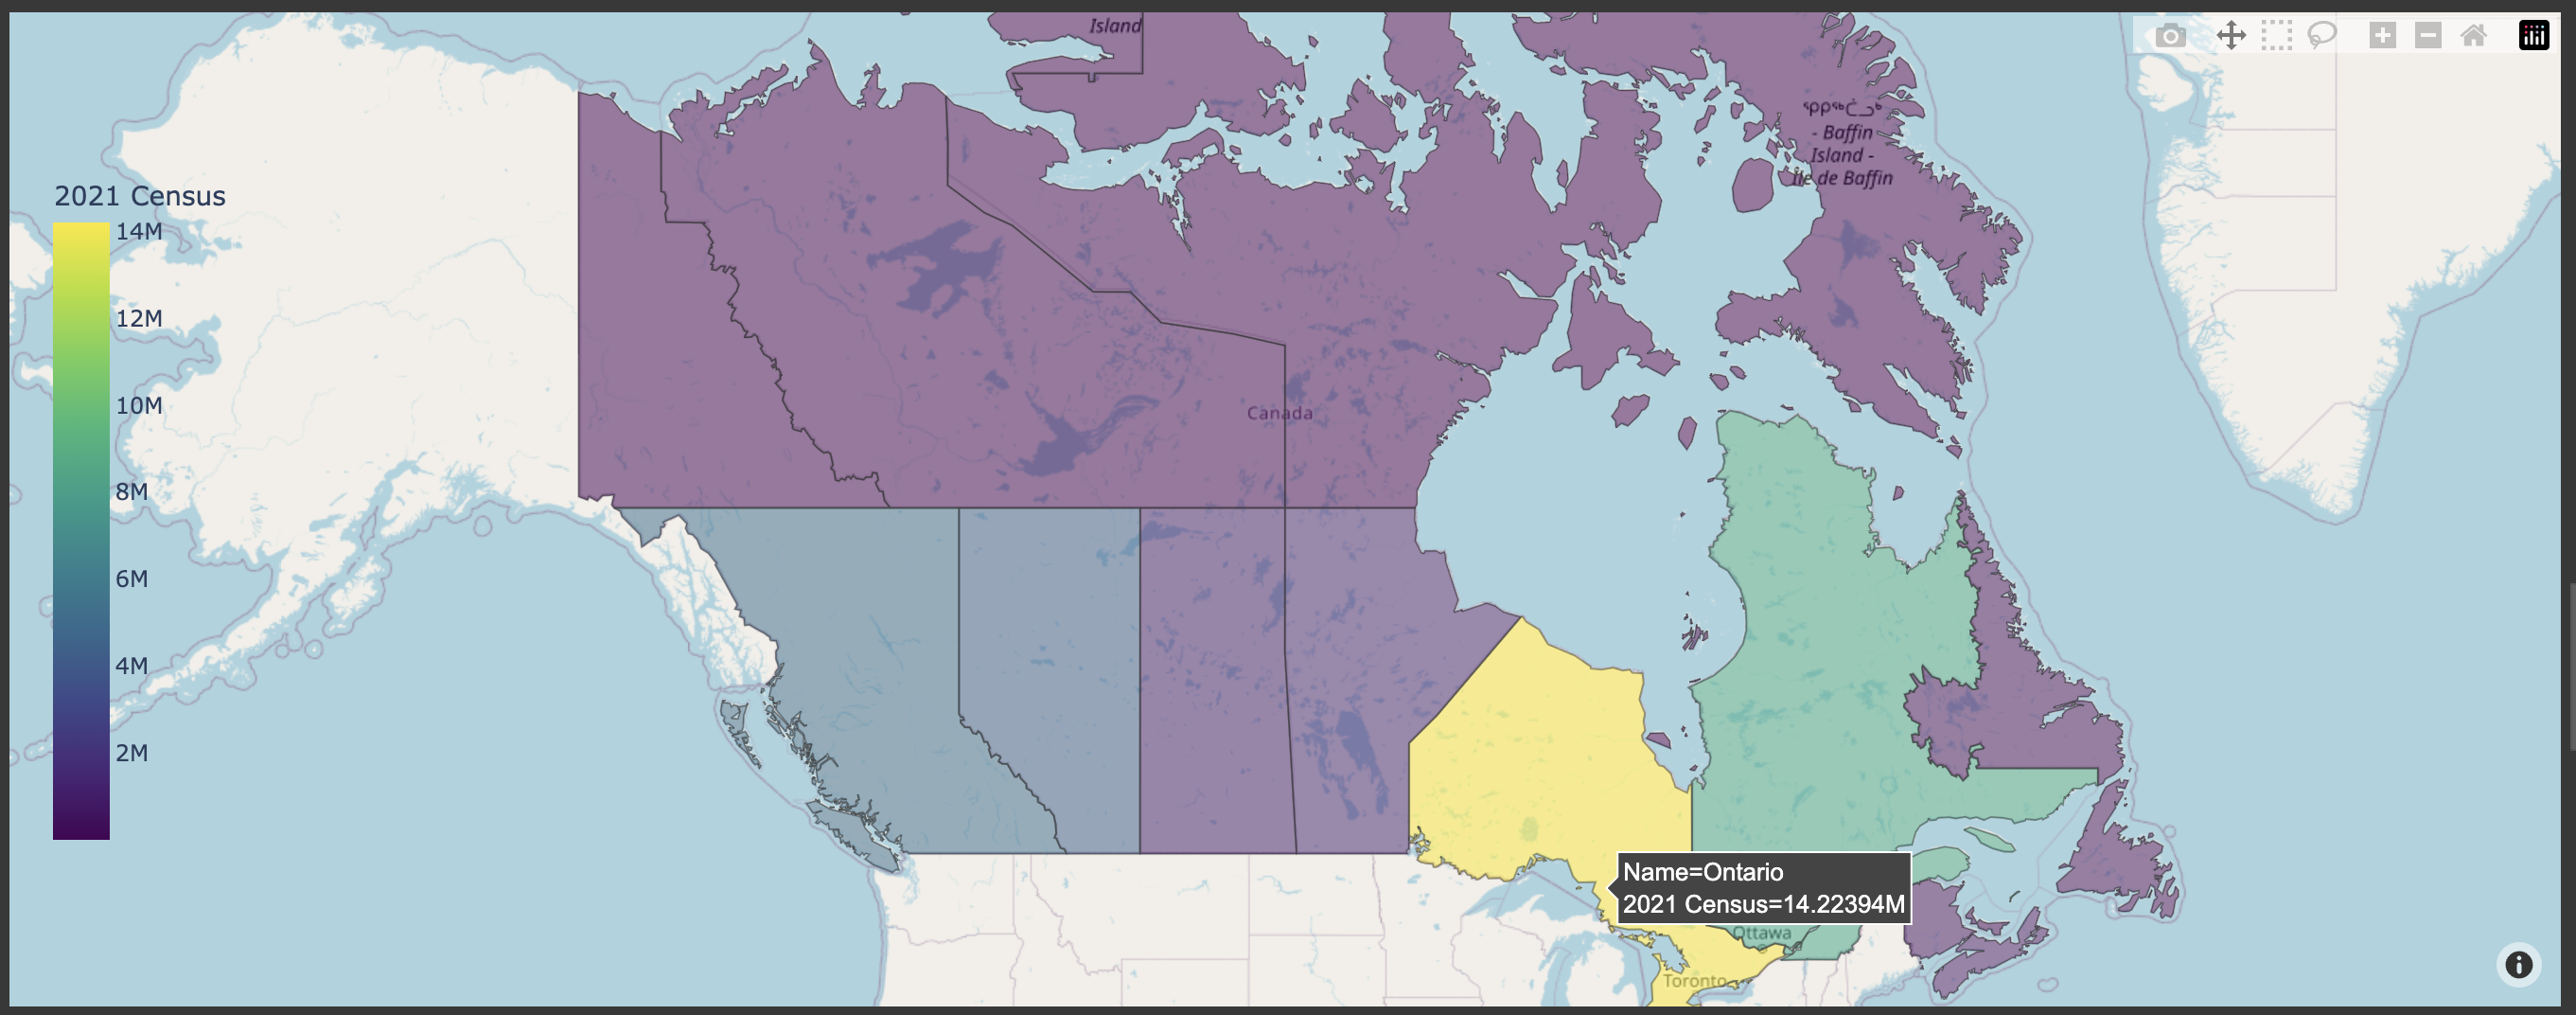 Island
ᕿᑭᖅᑖᓗᒃ
- Baffin
Island -
Île de Baffin
2021 Census
14M
12M
10M
8M
6M
4M
2M
Canada
Name=Ontario
2021 Census=14.22394M
Ottawa
Toronto